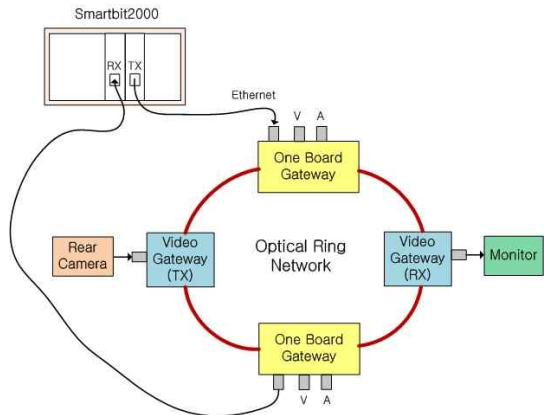 Smartbit2000
RX TX
Ethernet
V A
One Board
Gateway
Rear
Camera
Video
Gateway
(TX)
Optical Ring
Network
Video
Gateway
(RX)
Monitor
One Board
Gateway
V A